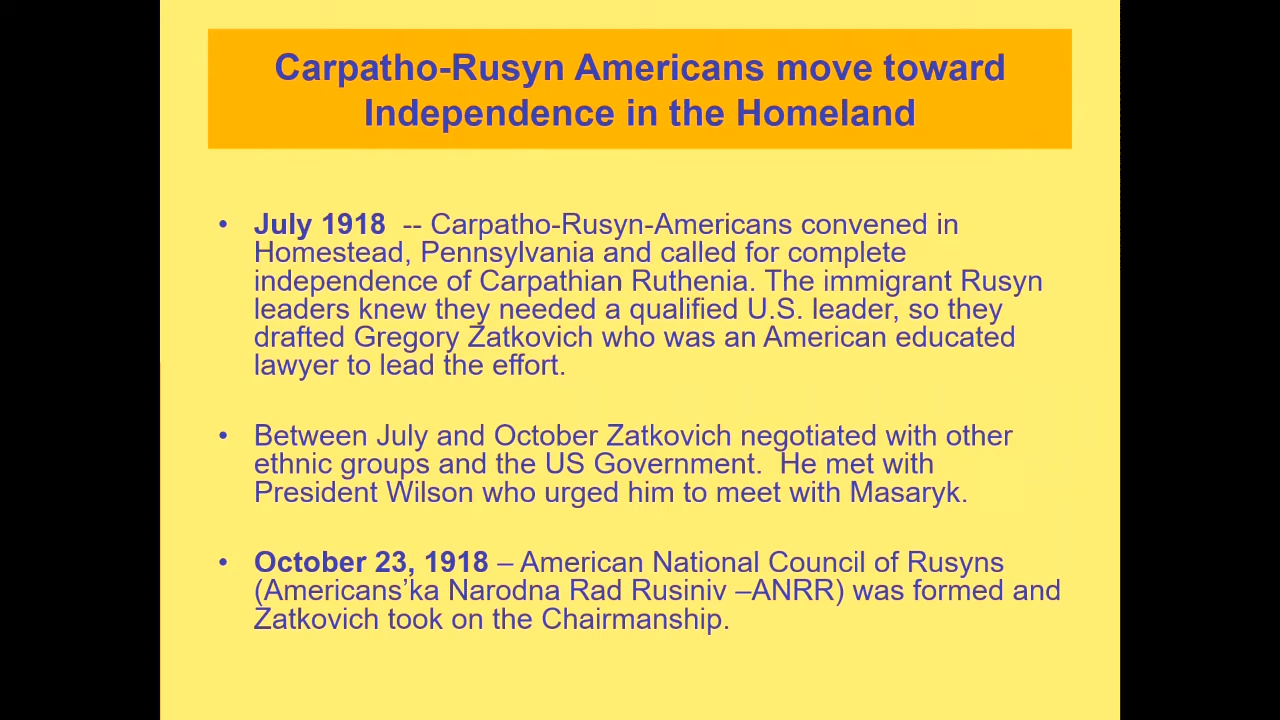 Carpatho-Rusyn Americans move toward
Independence in the Homeland
• July 1918  -- Carpatho-Rusyn-Americans convened in
Homestead, Pennsylvania and called for complete
independence of Carpathian Ruthenia. The immigrant Rusyn
leaders knew they needed a qualified U.S. leader, so they
drafted Gregory Zatkovich who was an American educated
lawyer to lead the effort.
• Between July and October Zatkovich negotiated with other
ethnic groups and the US Government.  He met with
President Wilson who urged him to meet with Masaryk.
• October 23, 1918 – American National Council of Rusyns
(Americans’ka Narodna Rad Rusiniv –ANRR) was formed and
Zatkovich took on the Chairmanship.